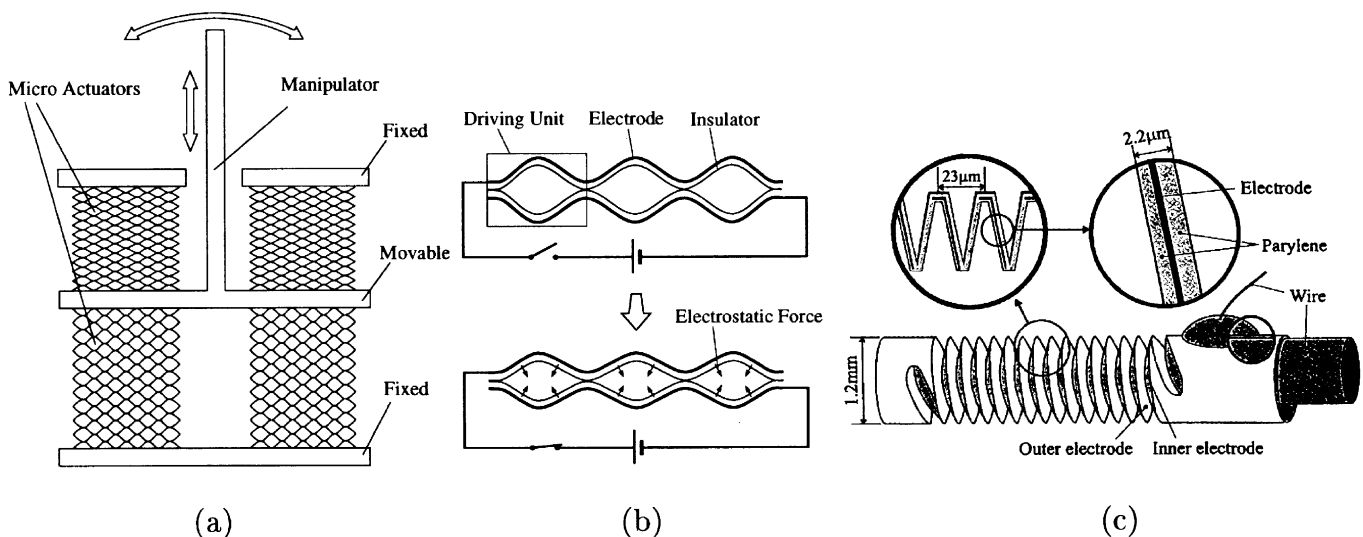 Micro Actuators
Manipulator
Fixed
Movable
Fixed
(a)
Driving Unit
Electrode
Insulator
Electrostatic Force
(b)
23μm
2.2μm
Electrode
Parylene
Wire
1.2mm
Outer electrode
Inner electrode
(c)